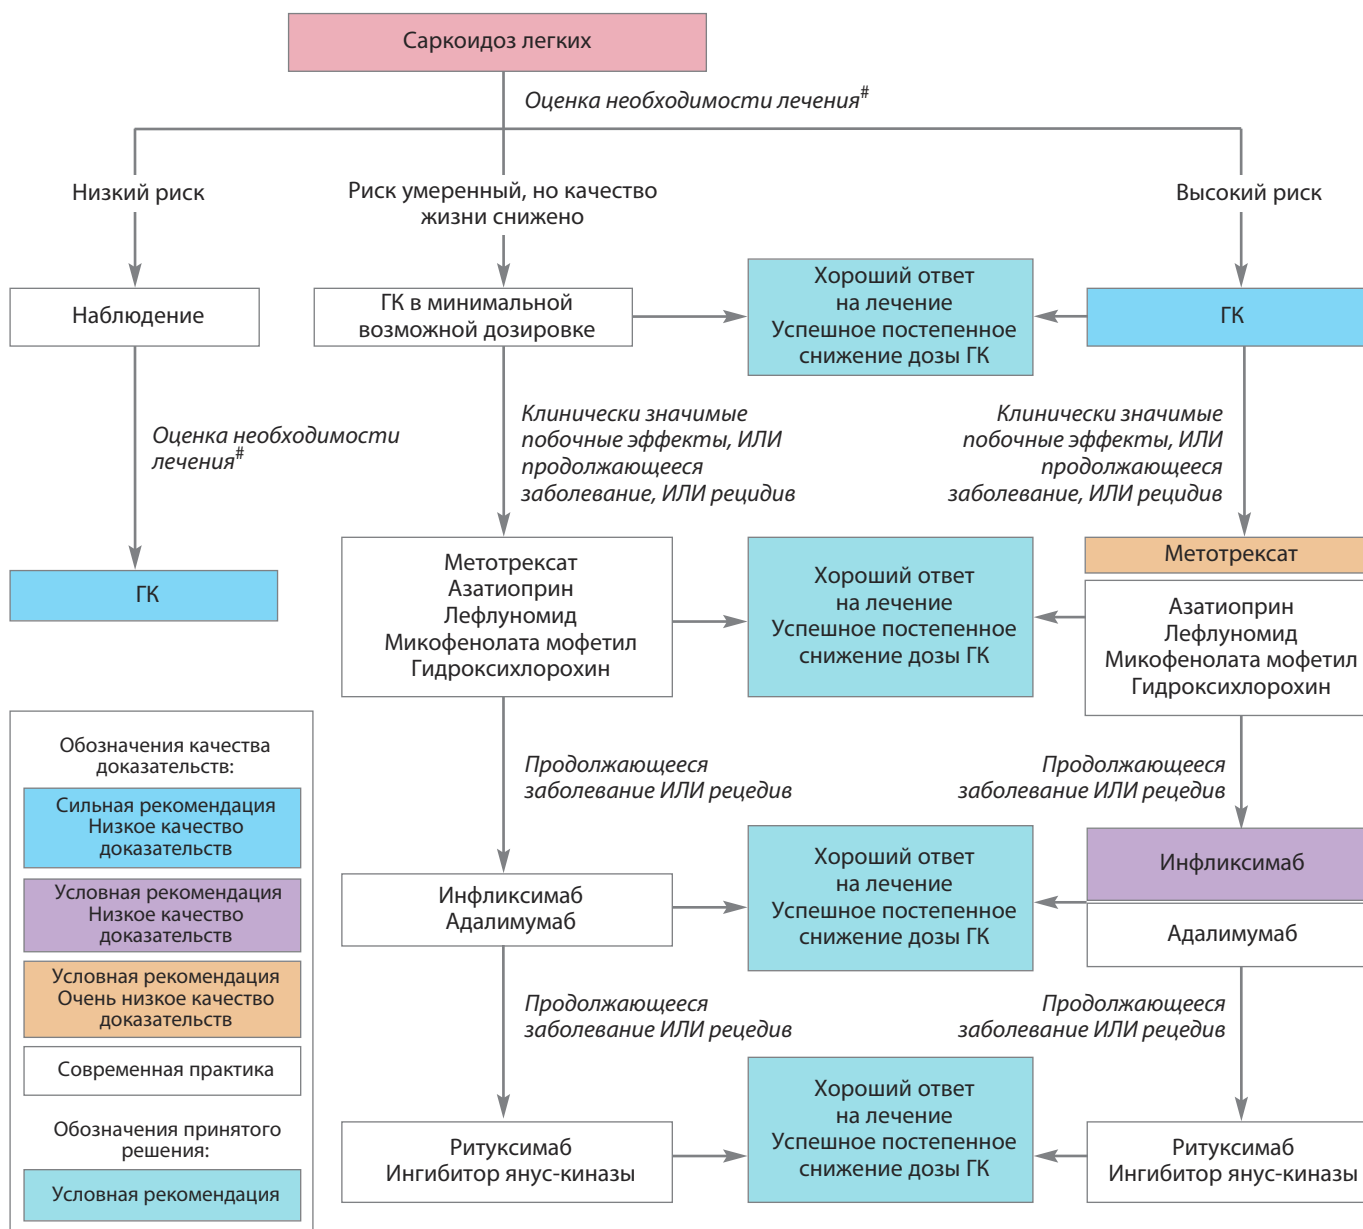 Саркоидоз легких
Оценка необходимости лечения#
Низкий риск
Риск умеренный, но качество
жизни снижено
Высокий риск
Наблюдение
ГК в минимальной
возможной дозировке
Хороший ответ
на лечение
Успешное постепенное
снижение дозы ГК
ГК
Оценка необходимости
лечения#
Клинически значимые
побочные эффекты, ИЛИ
продолжающееся
заболевание, ИЛИ рецидив
Клинически значимые
побочные эффекты, ИЛИ
продолжающееся
заболевание, ИЛИ рецидив
ГК
Метотрексат
Азатиоприн
Лефлуномид
Микофенолата мофетил
Гидроксихлорохин
Хороший ответ
на лечение
Успешное постепенное
снижение дозы ГК
Метотрексат
Азатиоприн
Лефлуномид
Микофенолата мофетил
Гидроксихлорохин
Продолжающееся
заболевание ИЛИ рецедив
Продолжающееся
заболевание ИЛИ рецедив
Инфликсимаб
Адалимумаб
Хороший ответ
на лечение
Успешное постепенное
снижение дозы ГК
Инфликсимаб
Адалимумаб
Продолжающееся
заболевание ИЛИ рецедив
Продолжающееся
заболевание ИЛИ рецедив
Ритуксимаб
Ингибитор янус-киназы
Хороший ответ
на лечение
Успешное постепенное
снижение дозы ГК
Ритуксимаб
Ингибитор янус-киназы
Обозначения качества
доказательств:
Сильная рекомендация
Низкое качество
доказательств
Условная рекомендация
Низкое качество
доказательств
Условная рекомендация
Очень низкое качество
доказательств
Современная практика
Обозначения принятого
решения:
Условная рекомендация